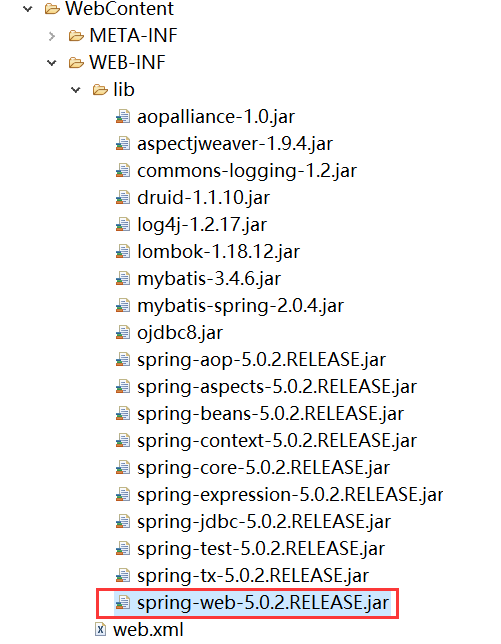 WebContent
META-INF
WEB-INF
lib
aopalliance-1.0.jar
aspectjweaver-1.9.4.jar
commons-logging-1.2.jar
druid-1.1.10.jar
log4j-1.2.17.jar
lombok-1.18.12.jar
mybatis-3.4.6.jar
mybatis-spring-2.0.4.jar
ojdbc8.jar
spring-aop-5.0.2.RELEASE.jar
spring-aspects-5.0.2.RELEASE.jar
spring-beans-5.0.2.RELEASE.jar
spring-context-5.0.2.RELEASE.jar
spring-core-5.0.2.RELEASE.jar
spring-expression-5.0.2.RELEASE.jar
spring-jdbc-5.0.2.RELEASE.jar
spring-test-5.0.2.RELEASE.jar
spring-tx-5.0.2.RELEASE.jar
spring-web-5.0.2.RELEASE.jar
web.xml